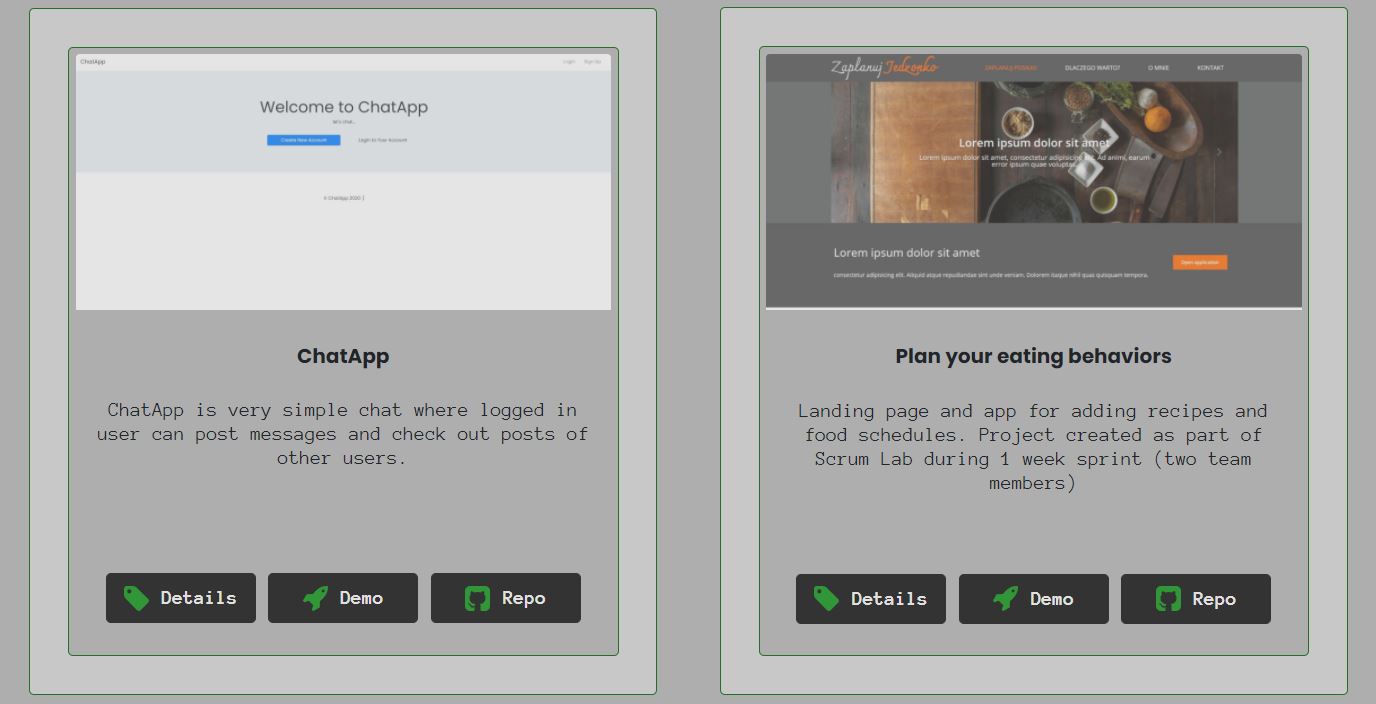 ChatApp
Login Sign Up
Welcome to ChatApp
let's chat...
Create New Account
Login to Your Account
© ChatApp 2020
ChatApp
ChatApp is very simple chat where logged in
user can post messages and check out posts of
other users.
Details
Demo
Repo
Zaplanuj Jedzonko
ZAPLANUJ POSIŁKI
DLACZEGO WARTO?
O MNIE
KONTAKT
Lorem ipsum dolor sit amet
Lorem ipsum dolor sit amet, consectetur adipisicing elit. Ad animi, earum
error ipsum quae voluptas
Lorem ipsum dolor sit amet
consectetur adipisicing elit. Aliquid atque repudiandae sint unde veniam. Dolorem itaque nihil quas quisquam tempora.
Open application
Plan your eating behaviors
Landing page and app for adding recipes and
food schedules. Project created as part of
Scrum Lab during 1 week sprint (two team
members)
Details
Demo
Repo